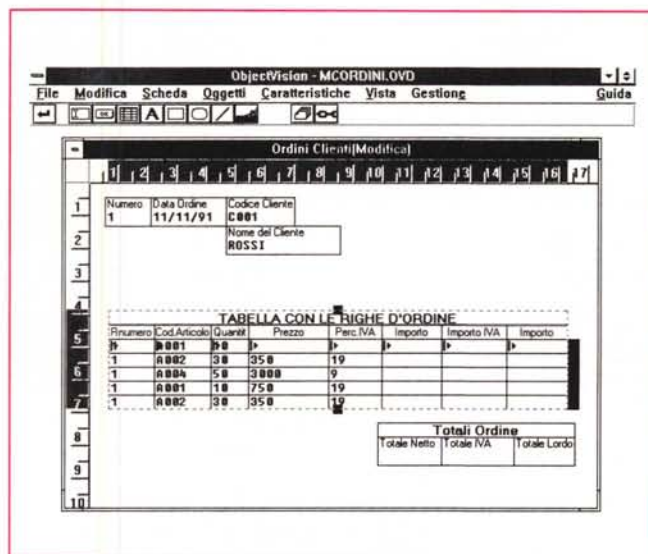 ObjectVision - MCORDINI.OVD
File Modifica Scheda Oggetti Caratteristiche Vista Gestione Guida
Ordini Clienti(Modifica)
1 2 3 4 5 6 7 8 9 10 11 12 13 14 15 16 17
1
Numero Data Ordine Codice Cliente
1 11/11/91 C001
2
Nome del Cliente
ROSSI
3
4
TABELLA CON LE RIGHE D'ORDINE
Rnumero Cod.Articolo Quantit Prezzo Perc.IVA Importo Importo IVA Importo
5
A001
1 A002 30 350 19
6
1 A004 50 3000 9
1 A001 10 750 19
7
1 A002 30 350 19
8
Totali Ordine
Totale Netto Totale IVA Totale Lordo
9
10